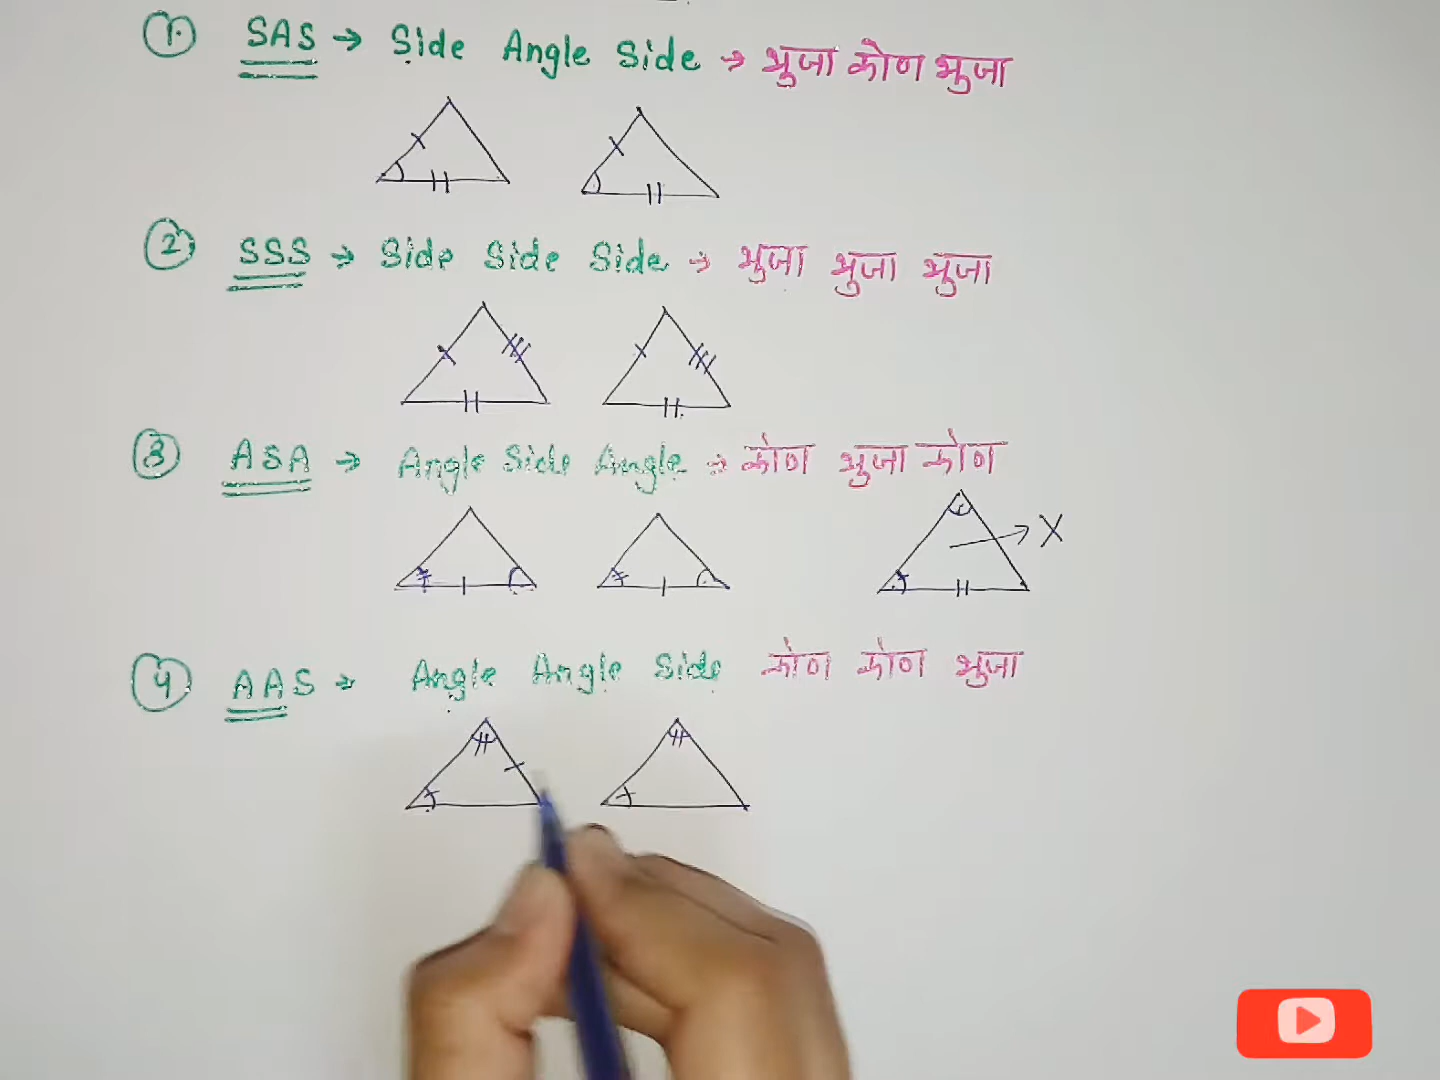 1. SAS → Side Angle Side → भुजा कोण भुजा
2 SSS → Side Side Side → भुजा भुजा भुजा
3 ASA → Angle Side Angle → कोण भुजा कोण
X
4 AAS → Angle Angle Side कोण कोण भुजा